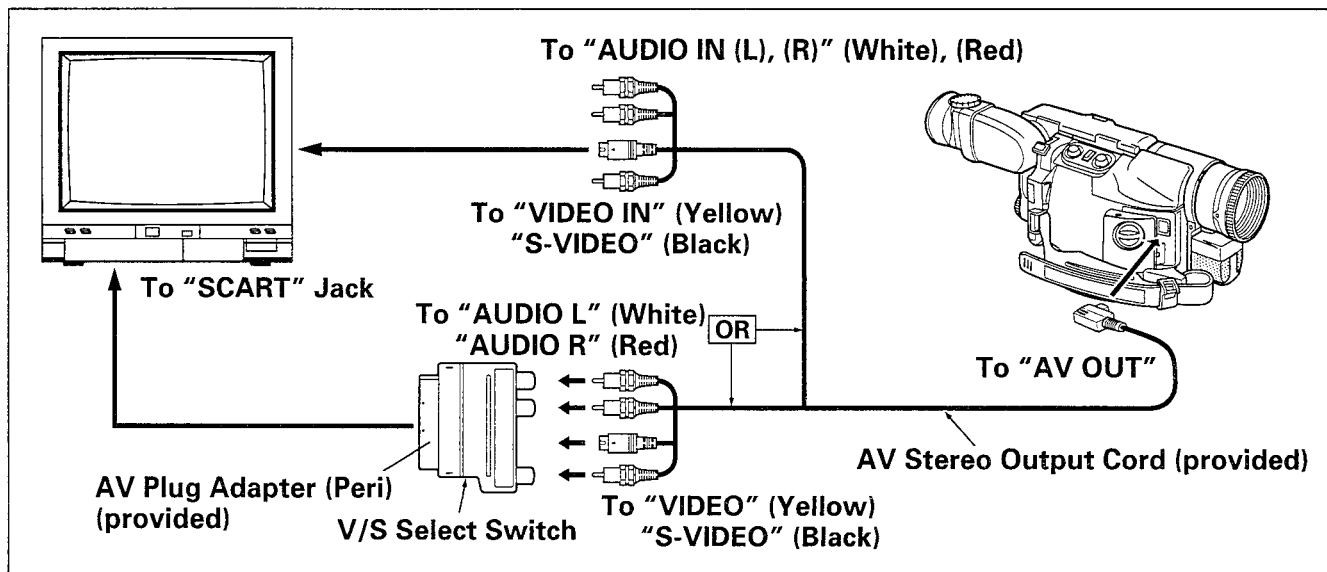 To “AUDIO IN (L), (R)” (White), (Red)
To “VIDEO IN” (Yellow)
“S-VIDEO” (Black)
To “SCART” Jack
To “AUDIO L” (White)
“AUDIO R” (Red)
OR
To “AV OUT”
AV Stereo Output Cord (provided)
AV Plug Adapter (Peri)
(provided)
V/S Select Switch
To “VIDEO” (Yellow)
“S-VIDEO” (Black)